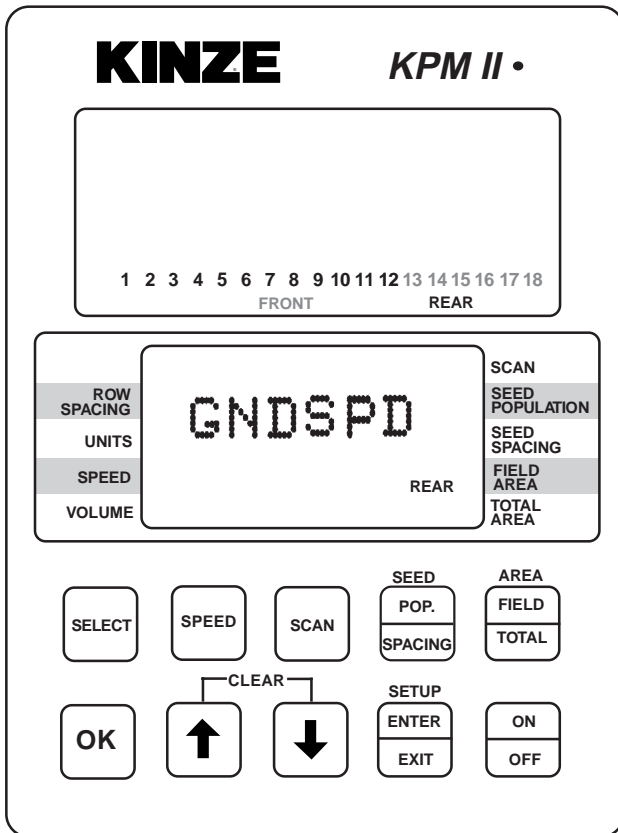 KINZE KPM II •
1 2 3 4 5 6 7 8 9 10 11 12 13 14 15 16 17 18
FRONT REAR
SCAN
ROW SPACING
SEED POPULATION
GNDSPD
UNITS
SEED SPACING
SPEED
REAR
FIELD AREA
VOLUME
TOTAL AREA
SELECT
SPEED
SCAN
SEED
POP.
SPACING
AREA
FIELD
TOTAL
CLEAR
OK
SETUP
ENTER
EXIT
ON
OFF